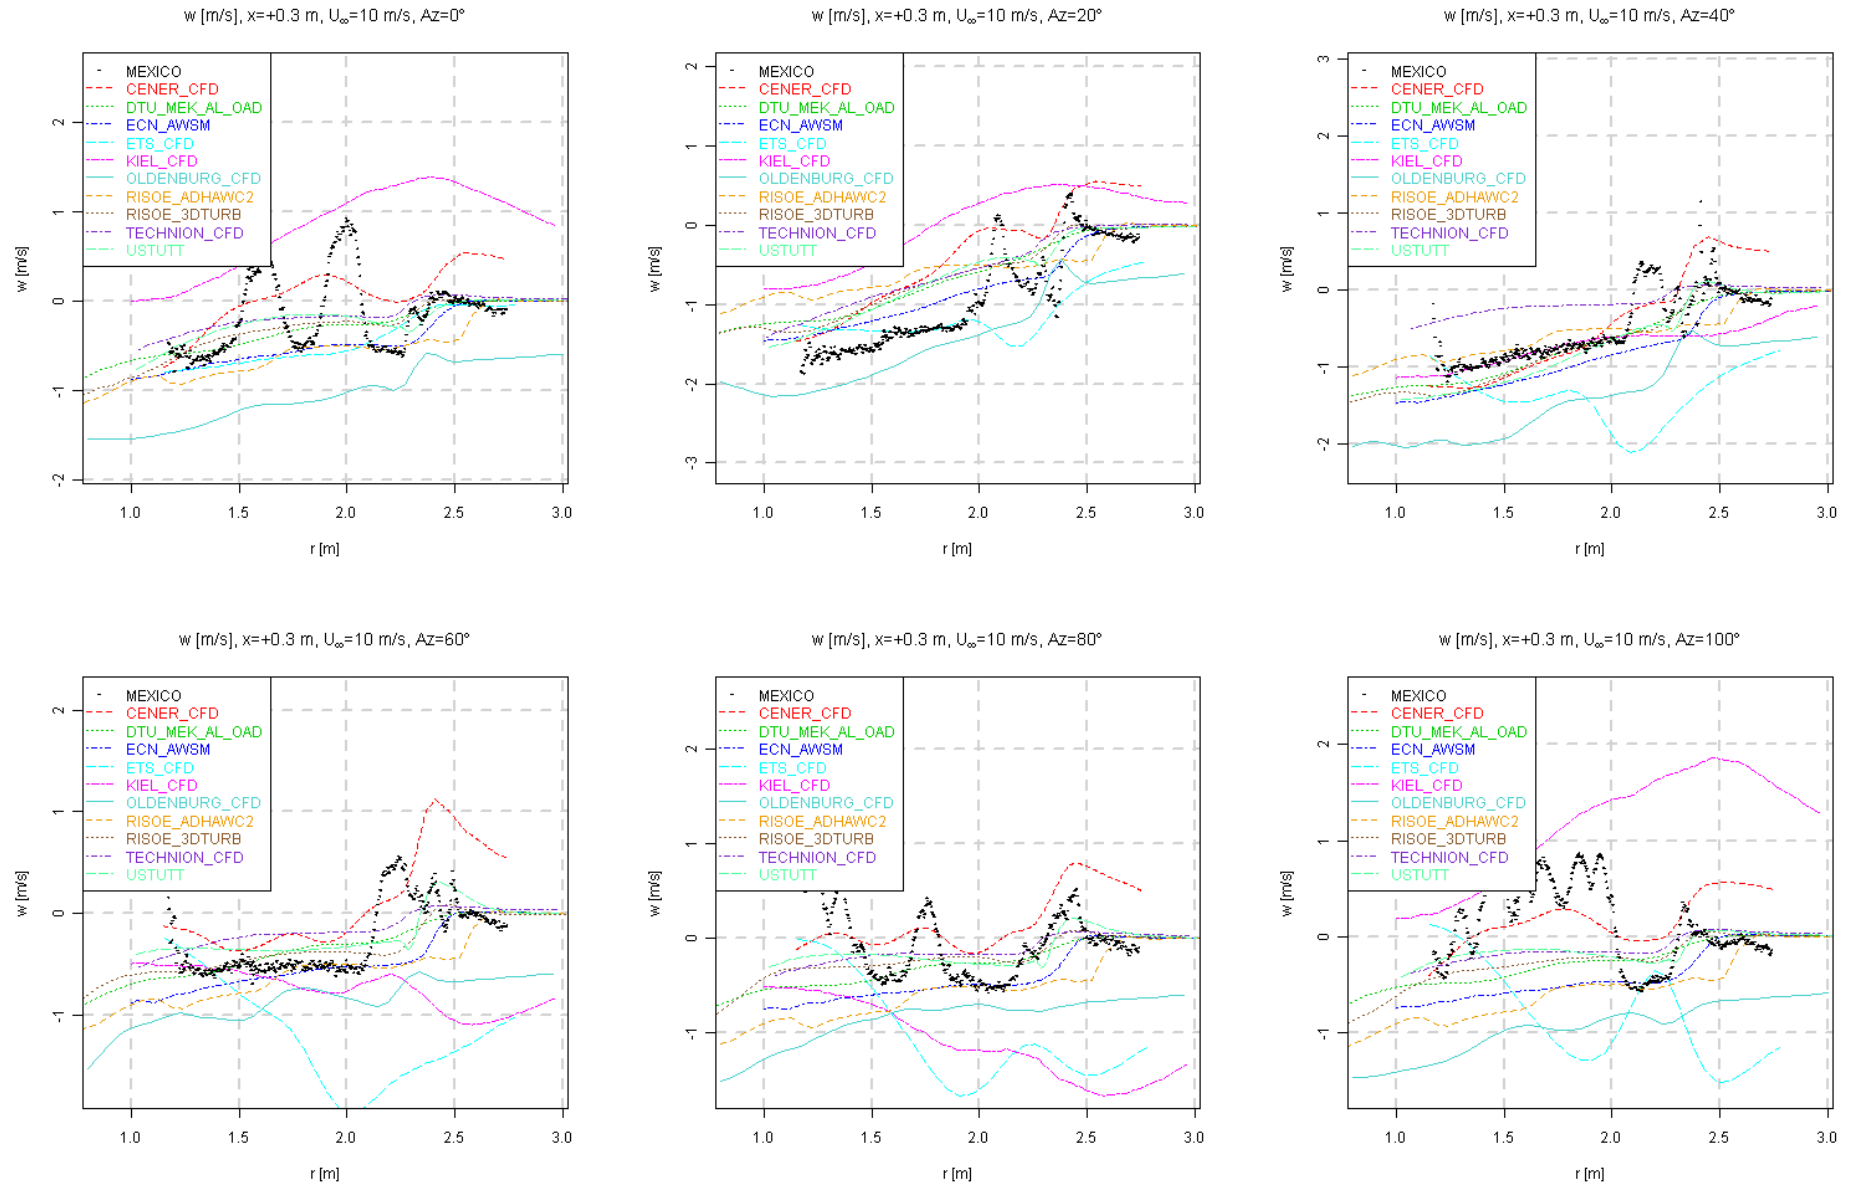 w [m/s], x=+0.3 m, U∞=10 m/s, Az=0°
2
1
0
-1
-2
w [m/s]
MEXICO
CENER_CFD
DTU_MEK_AL_OAD
ECN_AWSM
ETS_CFD
KIEL_CFD
OLDENBURG_CFD
RISOE_ADHAWC2
RISOE_3DTURB
TECHNION_CFD
USTUTT
1.0 1.5 2.0 2.5 3.0
r [m]
w [m/s], x=+0.3 m, U∞=10 m/s, Az=20°
2
1
0
-1
-2
-3
w [m/s]
MEXICO
CENER_CFD
DTU_MEK_AL_OAD
ECN_AWSM
ETS_CFD
KIEL_CFD
OLDENBURG_CFD
RISOE_ADHAWC2
RISOE_3DTURB
TECHNION_CFD
USTUTT
1.0 1.5 2.0 2.5 3.0
r [m]
w [m/s], x=+0.3 m, U∞=10 m/s, Az=40°
3
2
1
0
-1
-2
w [m/s]
MEXICO
CENER_CFD
DTU_MEK_AL_OAD
ECN_AWSM
ETS_CFD
KIEL_CFD
OLDENBURG_CFD
RISOE_ADHAWC2
RISOE_3DTURB
TECHNION_CFD
USTUTT
1.0 1.5 2.0 2.5 3.0
r [m]
w [m/s], x=+0.3 m, U∞=10 m/s, Az=60°
2
1
0
-1
w [m/s]
MEXICO
CENER_CFD
DTU_MEK_AL_OAD
ECN_AWSM
ETS_CFD
KIEL_CFD
OLDENBURG_CFD
RISOE_ADHAWC2
RISOE_3DTURB
TECHNION_CFD
USTUTT
1.0 1.5 2.0 2.5 3.0
r [m]
w [m/s], x=+0.3 m, U∞=10 m/s, Az=80°
2
1
0
-1
w [m/s]
MEXICO
CENER_CFD
DTU_MEK_AL_OAD
ECN_AWSM
ETS_CFD
KIEL_CFD
OLDENBURG_CFD
RISOE_ADHAWC2
RISOE_3DTURB
TECHNION_CFD
USTUTT
1.0 1.5 2.0 2.5 3.0
r [m]
w [m/s], x=+0.3 m, U∞=10 m/s, Az=100°
2
1
0
-1
w [m/s]
MEXICO
CENER_CFD
DTU_MEK_AL_OAD
ECN_AWSM
ETS_CFD
KIEL_CFD
OLDENBURG_CFD
RISOE_ADHAWC2
RISOE_3DTURB
TECHNION_CFD
USTUTT
1.0 1.5 2.0 2.5 3.0
r [m]